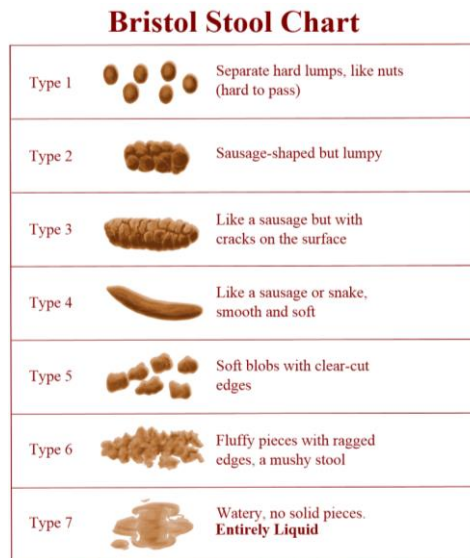 Bristol Stool Chart
Type 1
Separate hard lumps, like nuts
(hard to pass)
Type 2
Sausage-shaped but lumpy
Type 3
Like a sausage but with
cracks on the surface
Type 4
Like a sausage or snake,
smooth and soft
Type 5
Soft blobs with clear-cut
edges
Type 6
Fluffy pieces with ragged
edges, a mushy stool
Type 7
Watery, no solid pieces.
Entirely Liquid